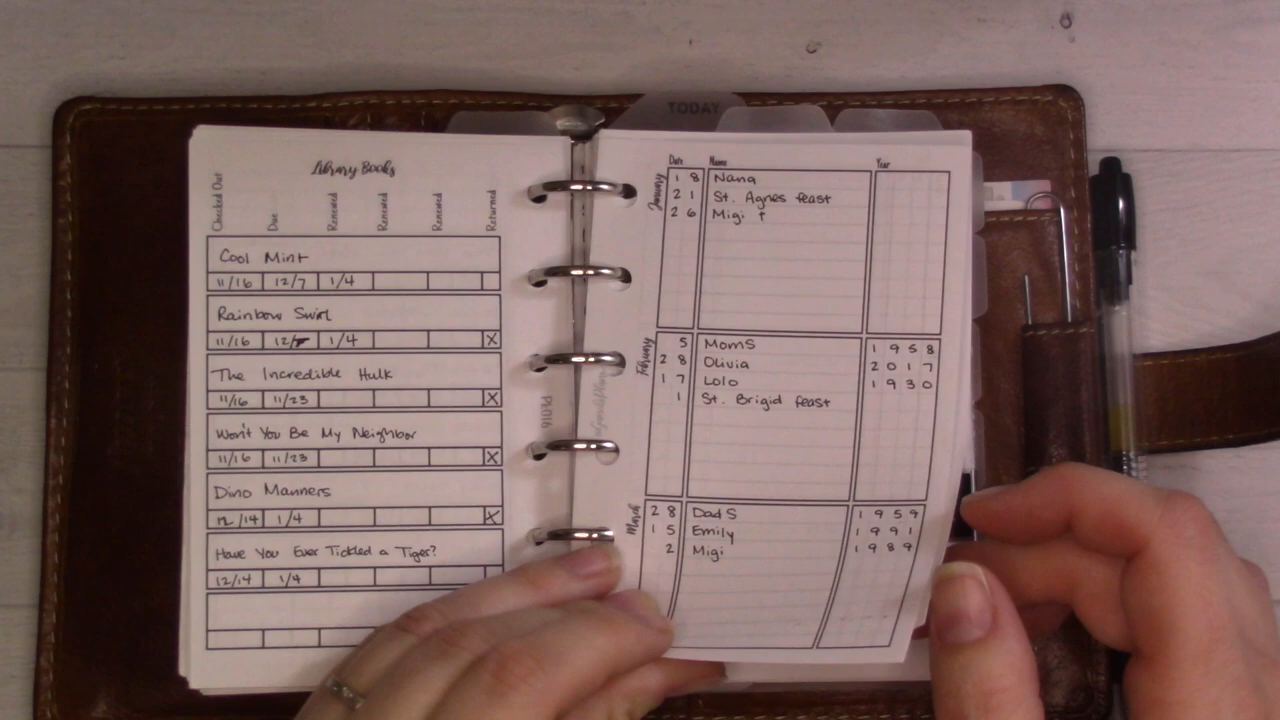 TODAY
Library Books
Checked Out Due Renewed Renewed Renewed Returned
Cool Mint
11/16 12/7 1/4
Rainbow Swirl
11/16 12/7 1/4 X
The Incredible Hulk
11/16 11/23 X
Won't You Be My Neighbor
11/16 11/23 X
Dino Manners
12/14 1/4 X
Have You Ever Tickled a Tiger?
12/14 1/4
PL016
Date Name Year
January
18 Nana
21 St. Agnes feast
26 Migi †
February
5 Mom S 1958
28 Olivia 2017
17 Lolo 1930
1 St. Brigid feast
March
28 Dad S 1959
15 Emily 1991
2 Migi 1989